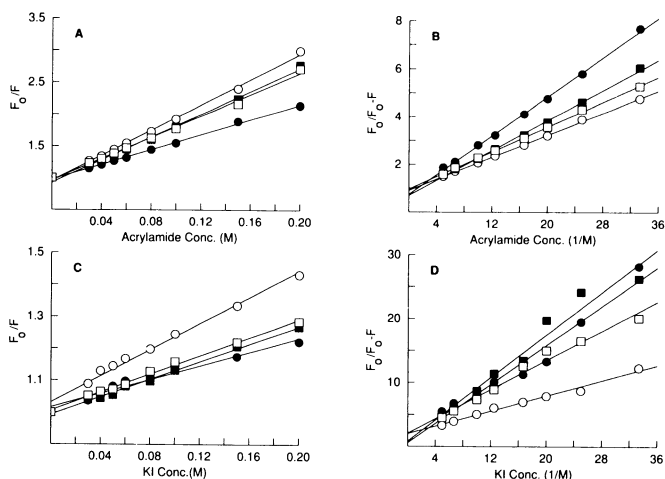 A
F₀/F
3.5
2.5
1.5
0.04
0.08
0.12
0.16
0.20
Acrylamide Conc. (M)
B
F₀/F₀-F
8
6
4
2
4
12
20
28
36
Acrylamide Conc. (1/M)
C
F₀/F
1.5
1.3
1.1
0.04
0.08
0.12
0.16
0.20
KI Conc.(M)
D
F₀/F₀-F
30
20
10
4
12
20
28
36
KI Conc. (1/M)